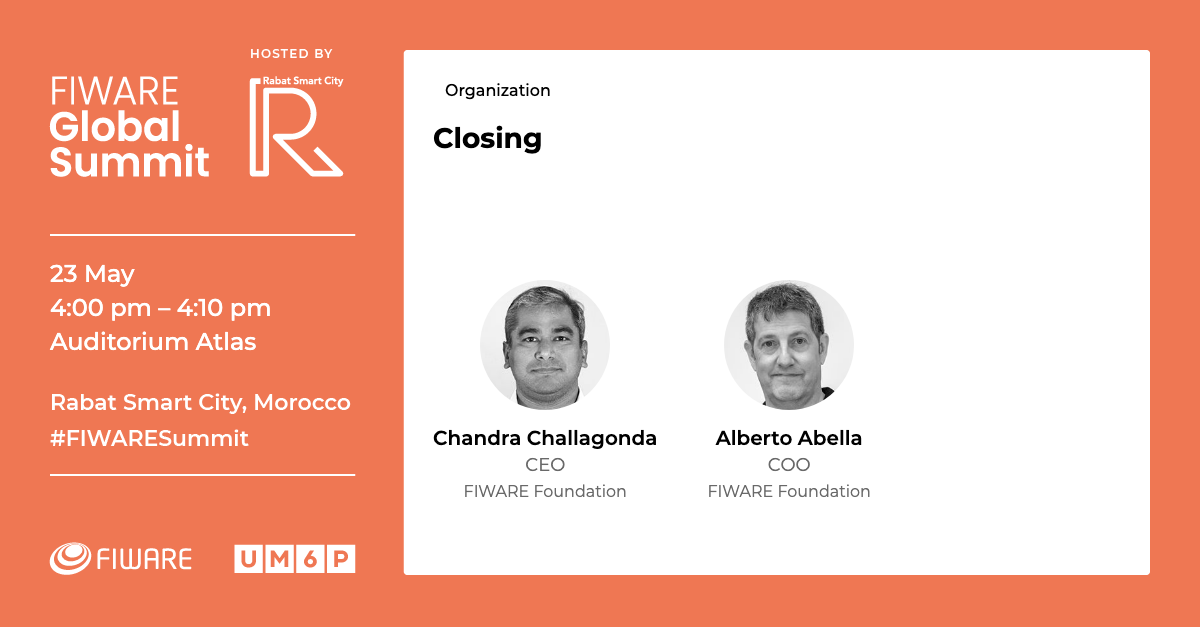 HOSTED BY
Rabat Smart City
R
FIWARE
Global
Summit
23 May
4:00 pm – 4:10 pm
Auditorium Atlas
Rabat Smart City, Morocco
#FIWARESummit
FIWARE
UM6P
Organization
Closing
Chandra Challagonda
CEO
FIWARE Foundation
Alberto Abella
COO
FIWARE Foundation